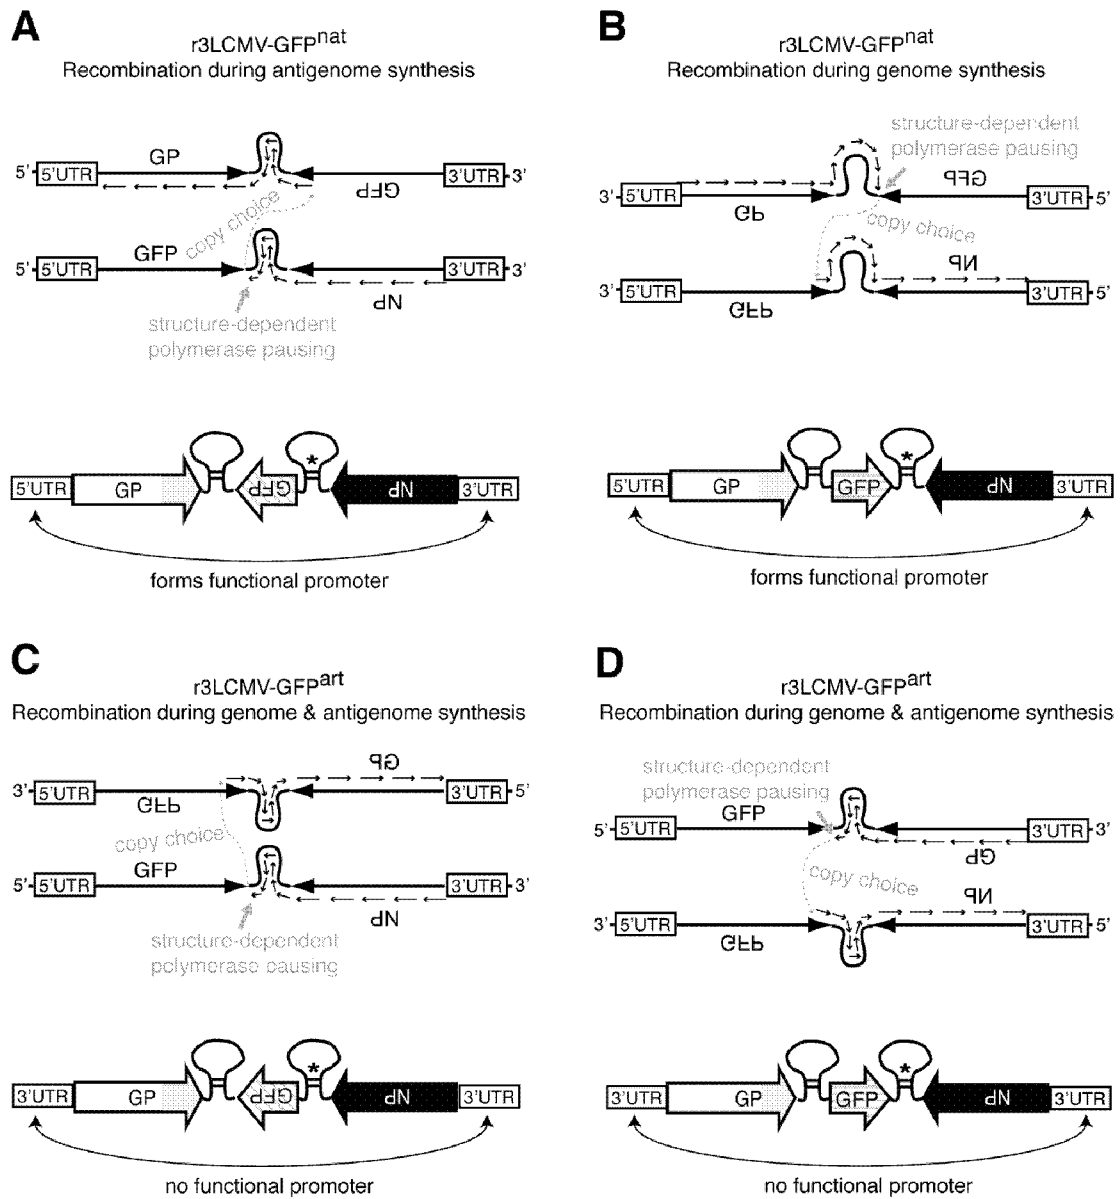 A
r3LCMV-GFPnat
Recombination during antigenome synthesis
5' 5'UTR GP GFP 3'UTR 3'
copy choice
5' 5'UTR GFP NP 3'UTR 3'
structure-dependent
polymerase pausing
5'UTR GP GFP * NP 3'UTR
forms functional promoter
B
r3LCMV-GFPnat
Recombination during genome synthesis
structure-dependent
polymerase pausing
3' 5'UTR GP GFP 3'UTR 5'
copy choice
3' 5'UTR GFP NP 3'UTR 5'
5'UTR GP GFP * NP 3'UTR
forms functional promoter
C
r3LCMV-GFPart
Recombination during genome & antigenome synthesis
3' 5'UTR GFP GP 3'UTR 5'
copy choice
5' 5'UTR GFP NP 3'UTR 3'
structure-dependent
polymerase pausing
3'UTR GP GFP * NP 3'UTR
no functional promoter
D
r3LCMV-GFPart
Recombination during genome & antigenome synthesis
structure-dependent
polymerase pausing
5' 5'UTR GFP GP 3'UTR 3'
copy choice
3' 5'UTR GFP NP 3'UTR 5'
3'UTR GP GFP * NP 3'UTR
no functional promoter